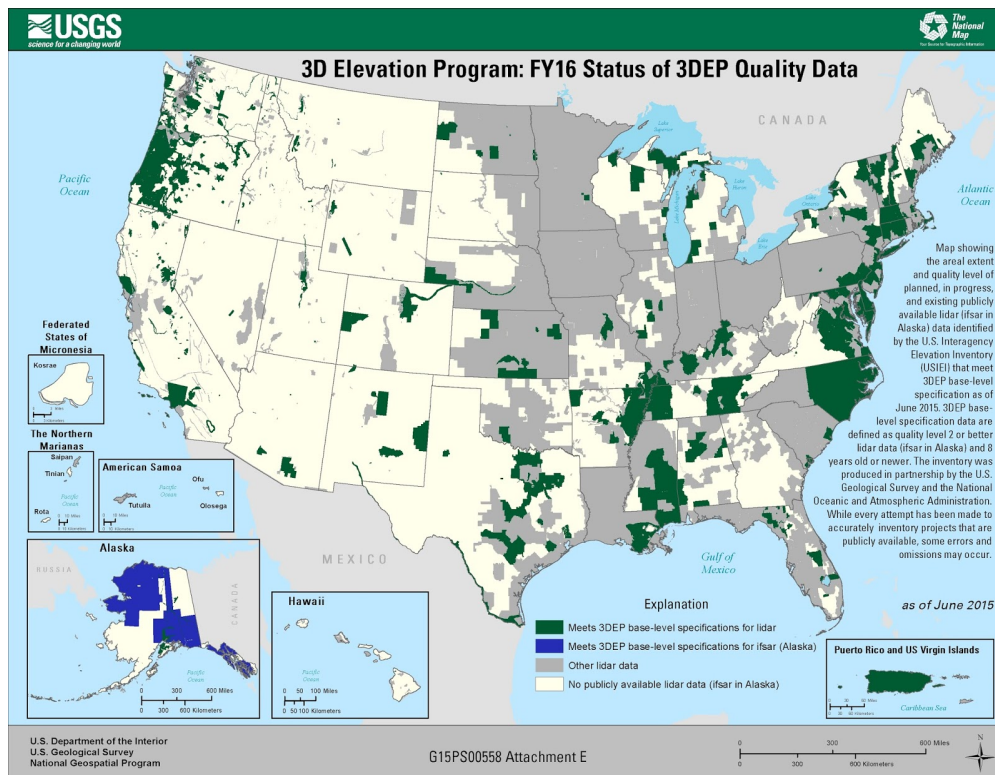 USGS
science for a changing world
The
National
Map
Your Source for Topographic Information
3D Elevation Program: FY16 Status of 3DEP Quality Data
CANADA
Lake Superior
Lake Michigan
Lake Huron
Lake Ontario
Lake Erie
Pacific
Ocean
Atlantic
Ocean
Map showing
the areal extent
and quality level of
planned, in progress,
and existing publicly
available lidar (ifsar in
Alaska) data identified
by the U.S. Interagency
Elevation Inventory
(USIEI) that meet
3DEP base-level
specification as of
June 2015. 3DEP base-
level specification data are
defined as quality level 2 or better
lidar data (ifsar in Alaska) and 8
years old or newer. The inventory was
produced in partnership by the U.S.
Geological Survey and the National
Oceanic and Atmospheric Administration.
While every attempt has been made to
accurately inventory projects that are
publicly available, some errors and
omissions may occur.
as of June 2015
Federated
States of
Micronesia
Kosrae
The Northern
Marianas
Saipan
Tinian
Pacific
Ocean
Rota
American Samoa
Pacific
Ocean
Ofu
Tutuila
Olosega
MEXICO
Gulf of
Mexico
Alaska
RUSSIA
CANADA
Pacific
Ocean
0 300 600 Miles
0 300 600 Kilometers
Hawaii
Pacific
Ocean
0 50 100 Miles
0 50 100 Kilometers
Explanation
Meets 3DEP base-level specifications for lidar
Meets 3DEP base-level specifications for ifsar (Alaska)
Other lidar data
No publicly available lidar data (ifsar in Alaska)
Puerto Rico and US Virgin Islands
Caribbean Sea
U.S. Department of the Interior
U.S. Geological Survey
National Geospatial Program
G15PS00558 Attachment E
0 300 600 Miles
0 300 600 Kilometers
N